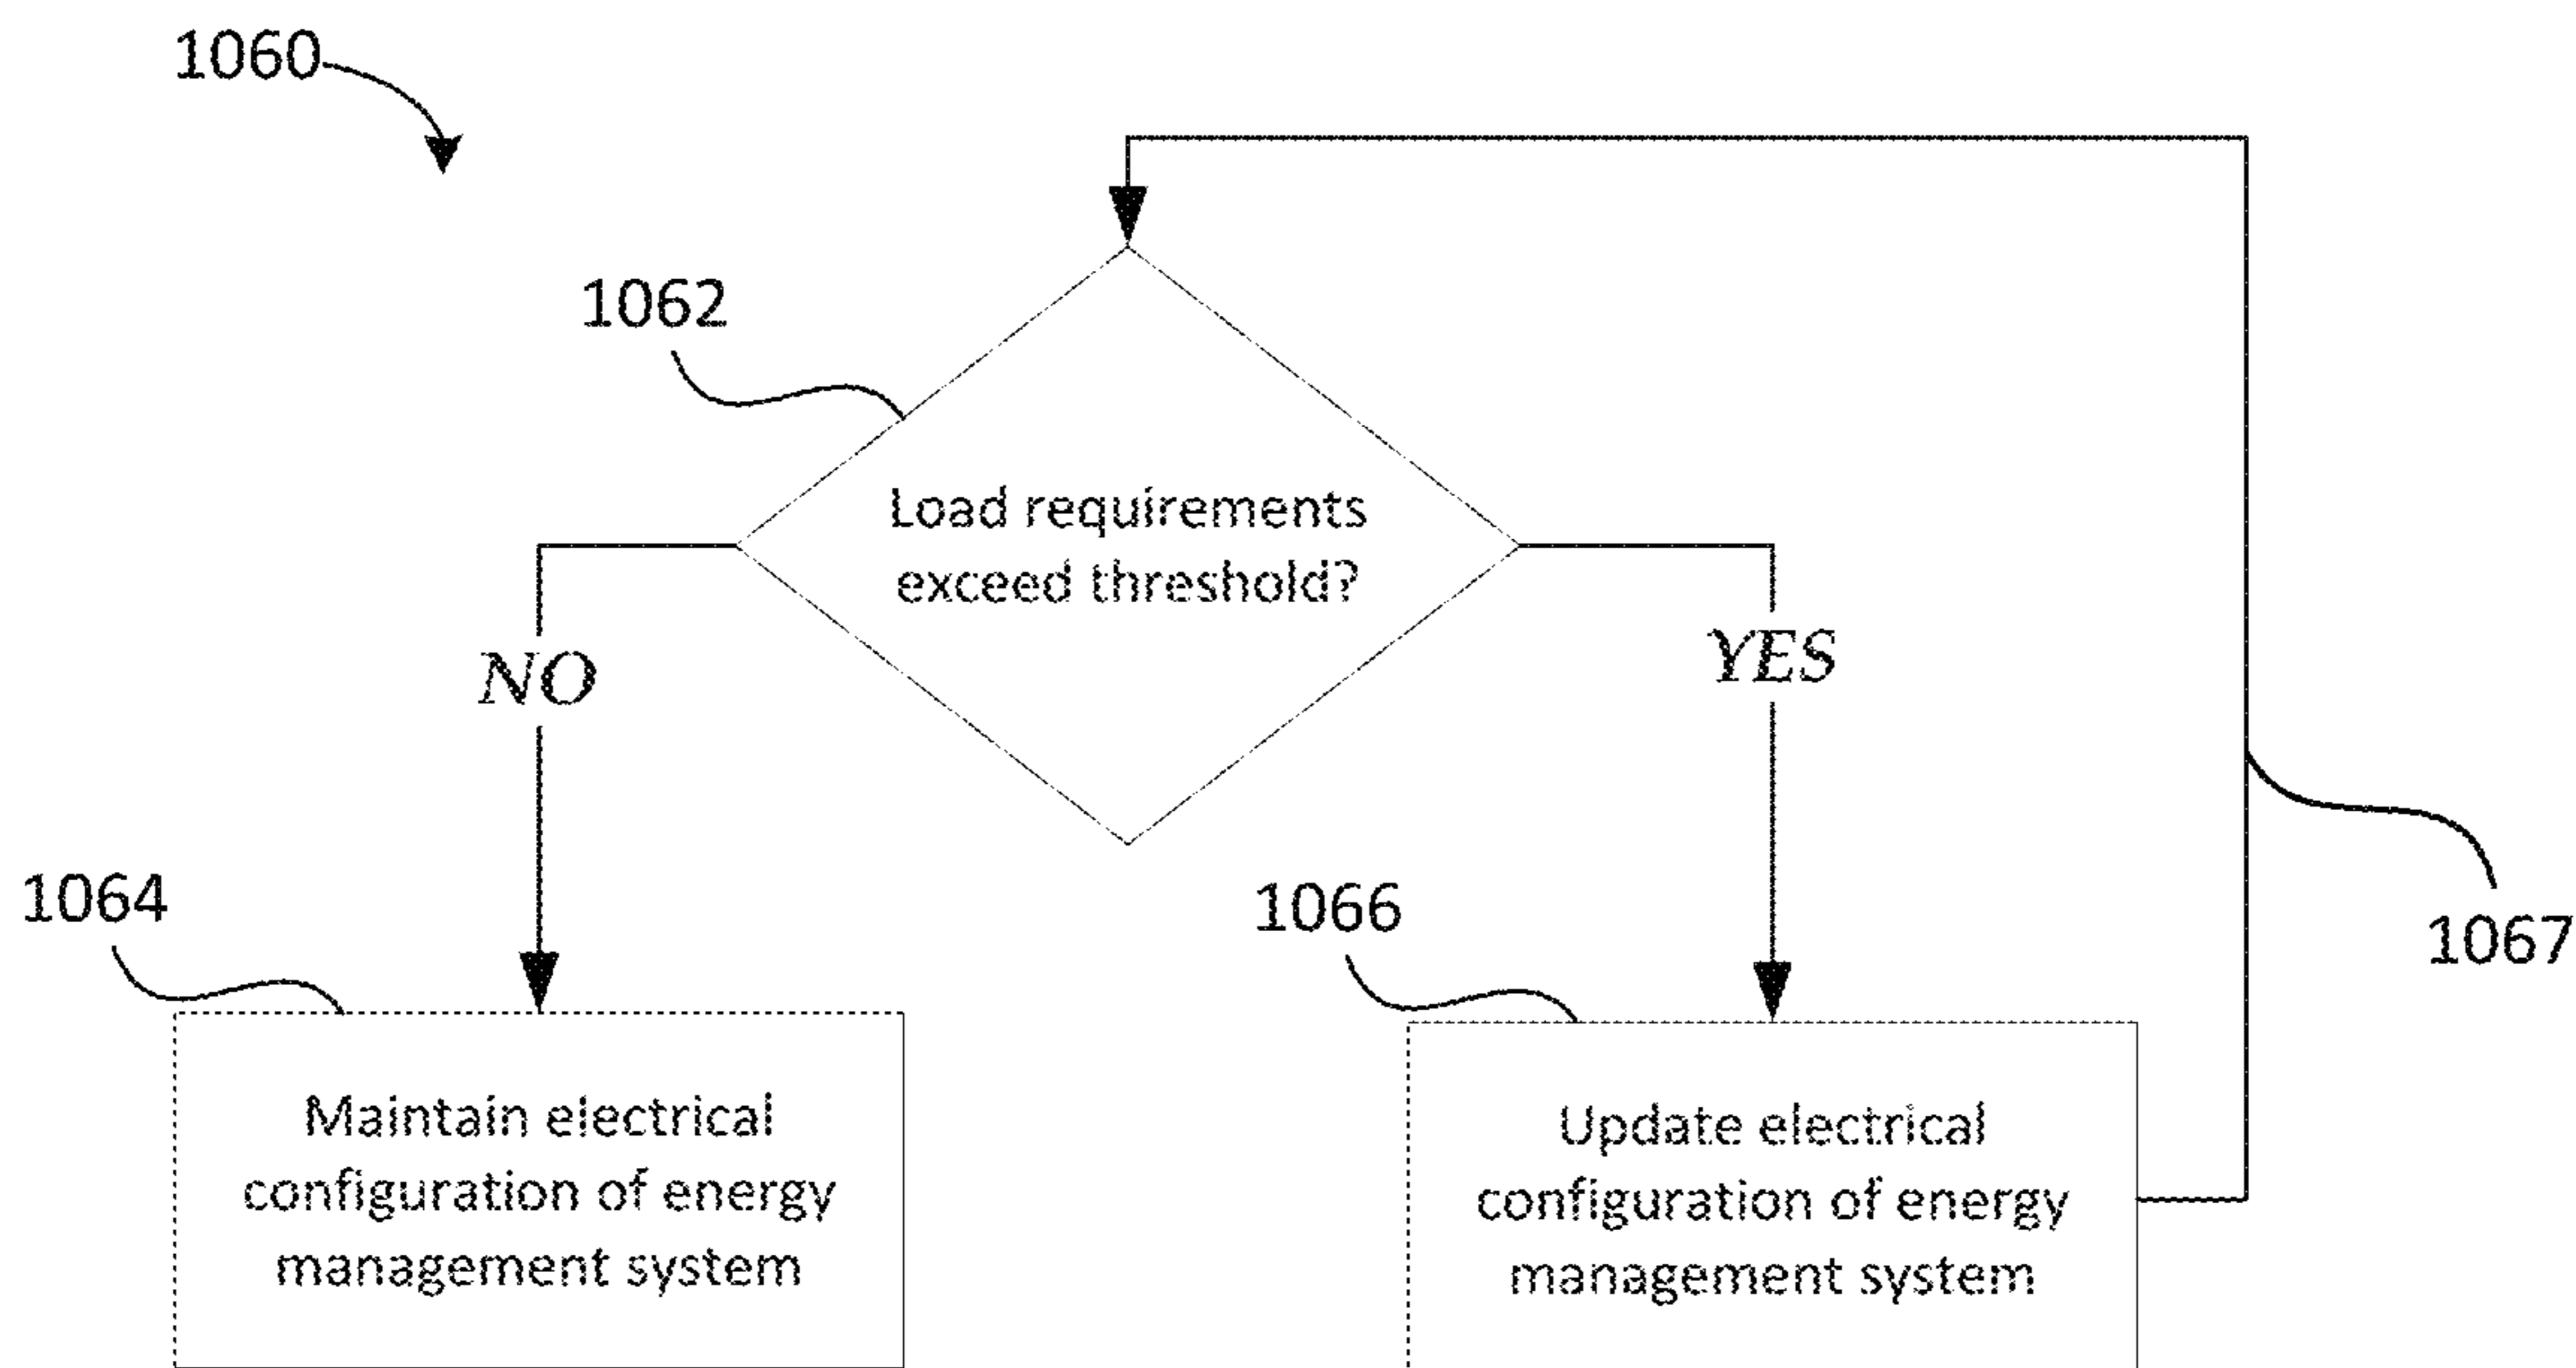 1060
1062
Load requirements
exceed threshold?
NO
YES
1064
1066
1067
Maintain electrical
configuration of energy
management system
Update electrical
configuration of energy
management system